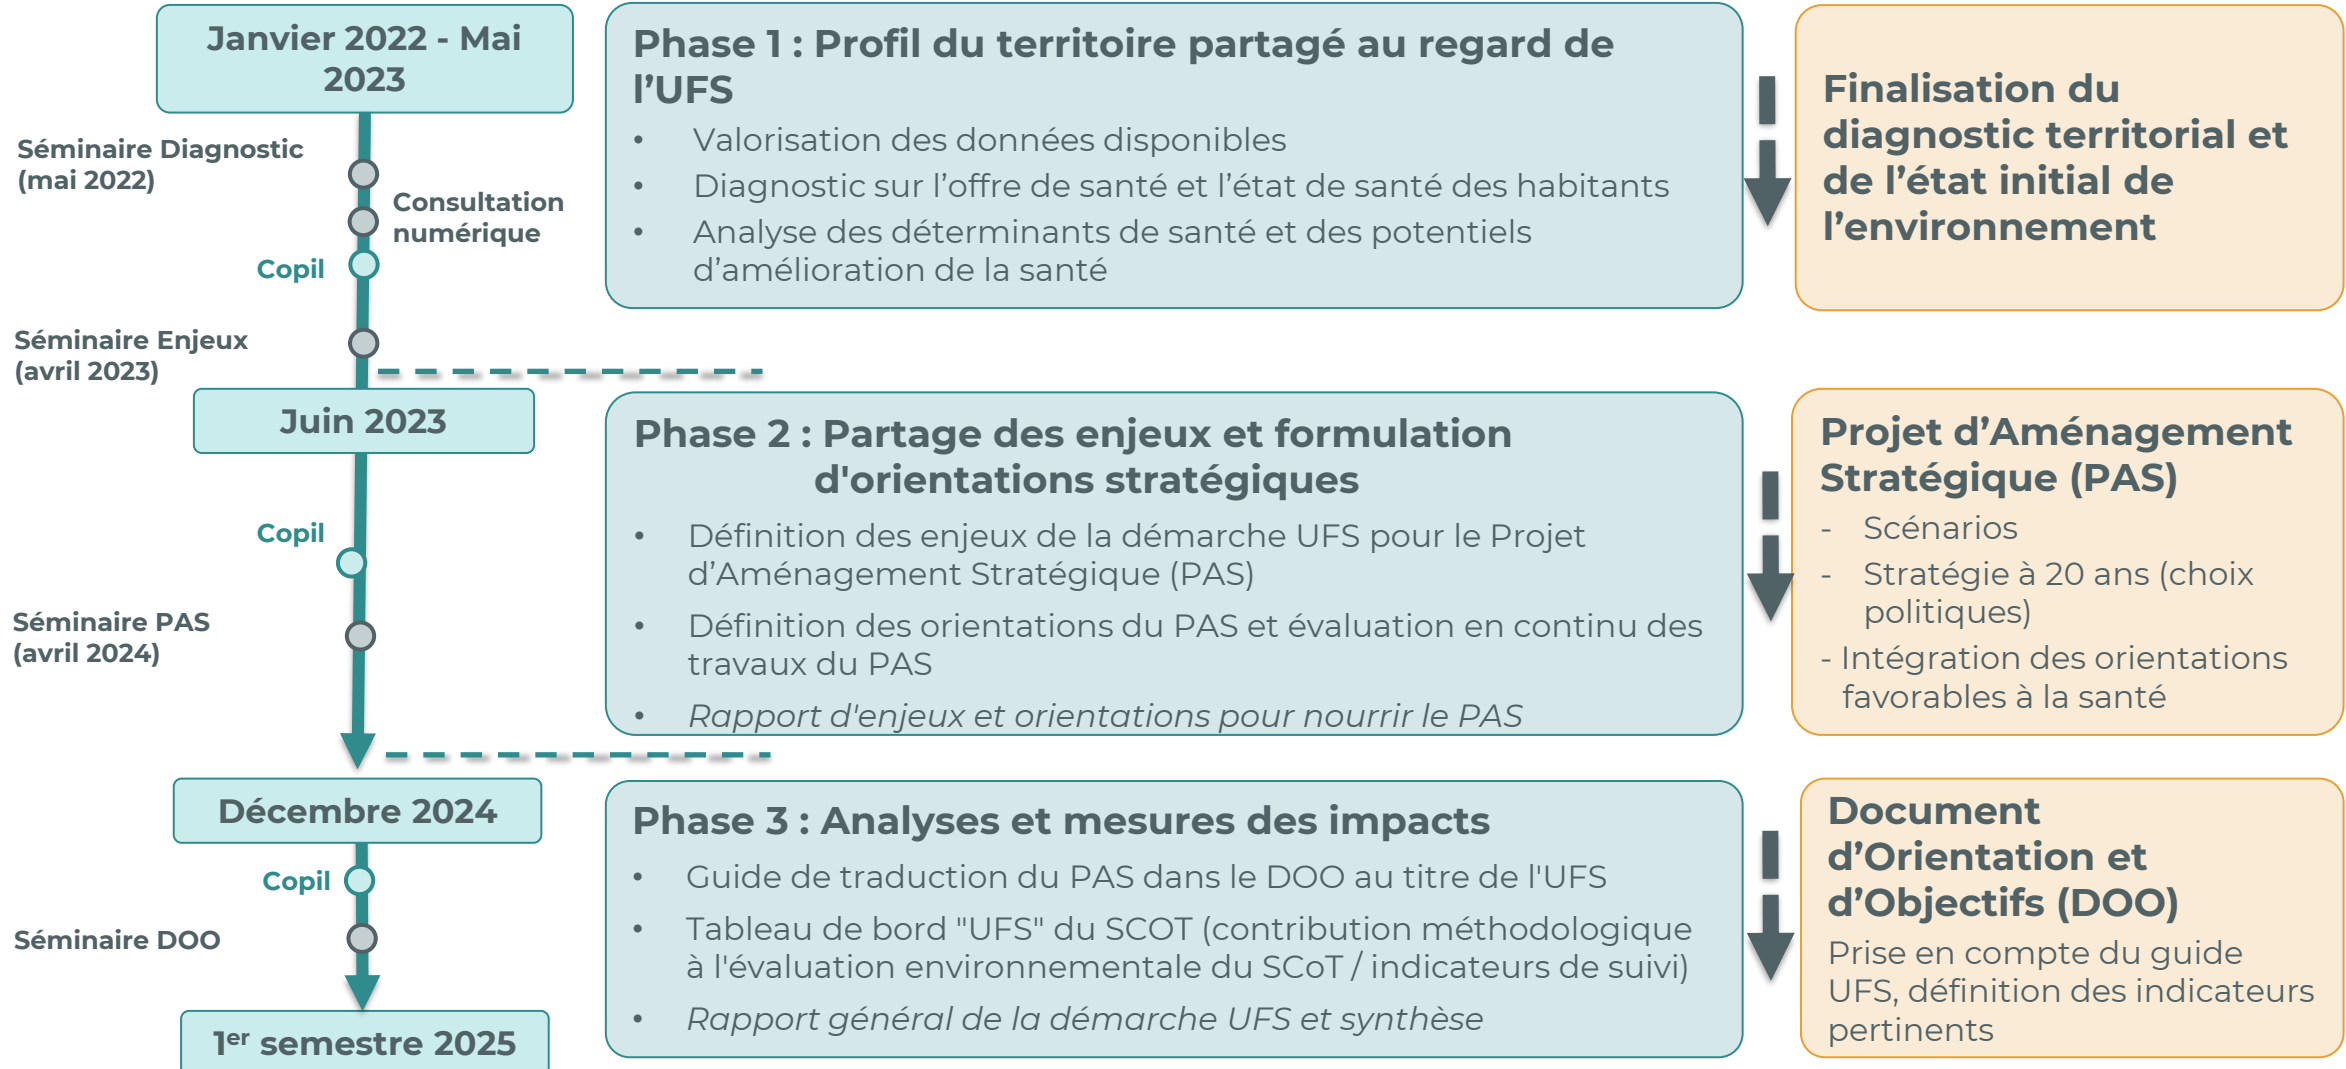 Janvier 2022 - Mai
2023
Séminaire Diagnostic
(mai 2022)
Consultation
numérique
Copil
Séminaire Enjeux
(avril 2023)
Phase 1 : Profil du territoire partagé au regard de
l’UFS
• Valorisation des données disponibles
• Diagnostic sur l’offre de santé et l’état de santé des habitants
• Analyse des déterminants de santé et des potentiels
d’amélioration de la santé
Finalisation du
diagnostic territorial et
de l’état initial de
l’environnement
Juin 2023
Copil
Séminaire PAS
(avril 2024)
Phase 2 : Partage des enjeux et formulation
d'orientations stratégiques
• Définition des enjeux de la démarche UFS pour le Projet
d’Aménagement Stratégique (PAS)
• Définition des orientations du PAS et évaluation en continu des
travaux du PAS
• Rapport d'enjeux et orientations pour nourrir le PAS
Projet d’Aménagement
Stratégique (PAS)
- Scénarios
- Stratégie à 20 ans (choix
politiques)
- Intégration des orientations
favorables à la santé
Décembre 2024
Copil
Séminaire DOO
1er semestre 2025
Phase 3 : Analyses et mesures des impacts
• Guide de traduction du PAS dans le DOO au titre de l'UFS
• Tableau de bord "UFS" du SCOT (contribution méthodologique
à l'évaluation environnementale du SCoT / indicateurs de suivi)
• Rapport général de la démarche UFS et synthèse
Document
d’Orientation et
d’Objectifs (DOO)
Prise en compte du guide
UFS, définition des indicateurs
pertinents